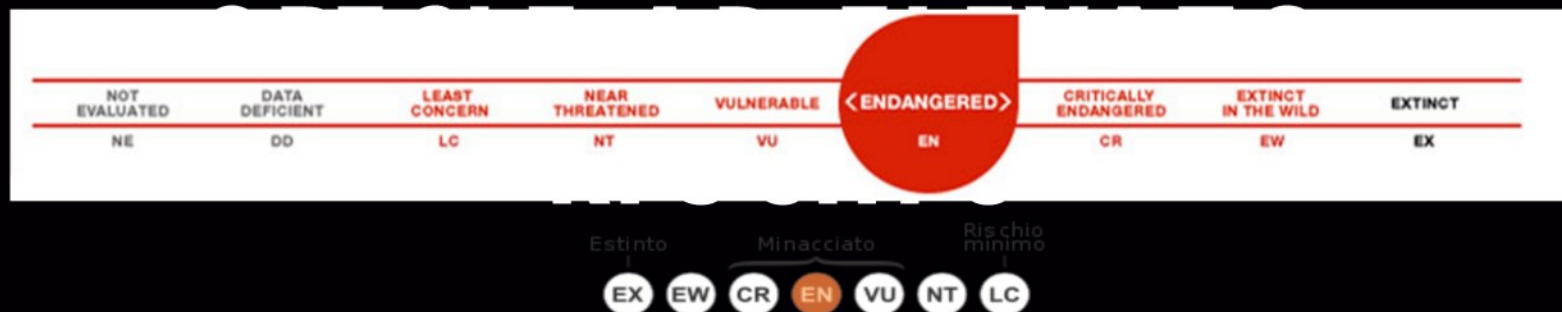 NOT EVALUATED
DATA DEFICIENT
LEAST CONCERN
NEAR THREATENED
VULNERABLE
<ENDANGERED>
CRITICALLY ENDANGERED
EXTINCT IN THE WILD
EXTINCT
NE DD LC NT VU EN CR EW EX
Estinto Minacciato Rischio minimo
EX EW CR EN VU NT LC